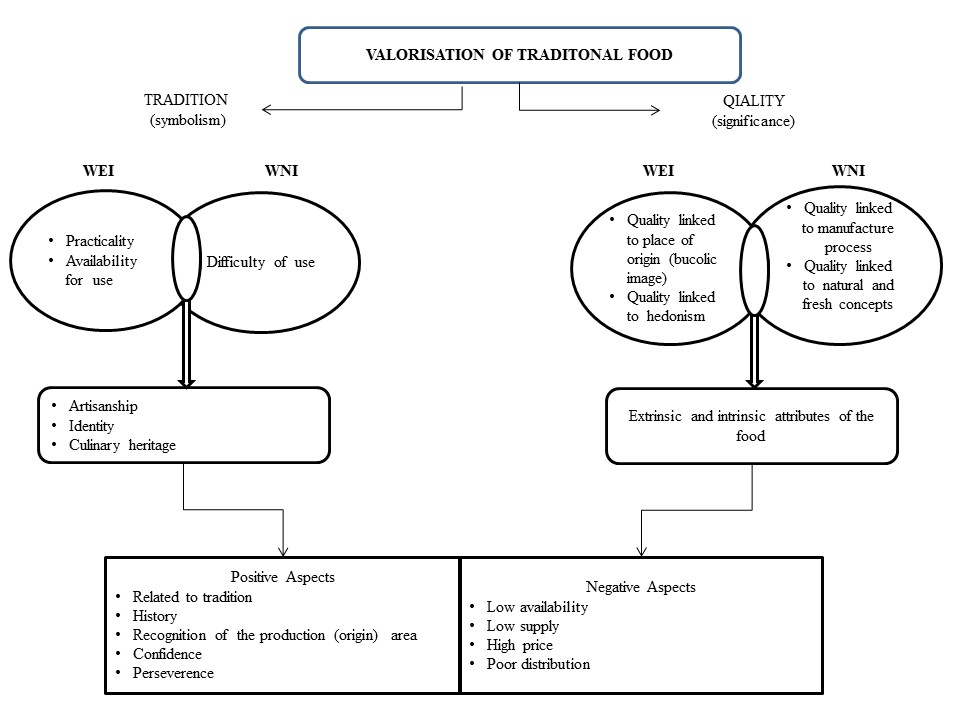 VALORISATION OF TRADITONAL FOOD
TRADITION
(symbolism)
QIALITY
(significance)
WEI
WNI
WEI
WNI
• Practicality
• Availability
for use
Difficulty of use
• Quality linked
to place of
origin (bucolic
image)
• Quality linked
to hedonism
• Quality linked
to manufacture
process
• Quality linked
to natural and
fresh concepts
• Artisanship
• Identity
• Culinary heritage
Extrinsic and intrinsic attributes of the
food
Positive Aspects
• Related to tradition
• History
• Recognition of the production (origin) area
• Confidence
• Perseverence
Negative Aspects
• Low availability
• Low supply
• High price
• Poor distribution